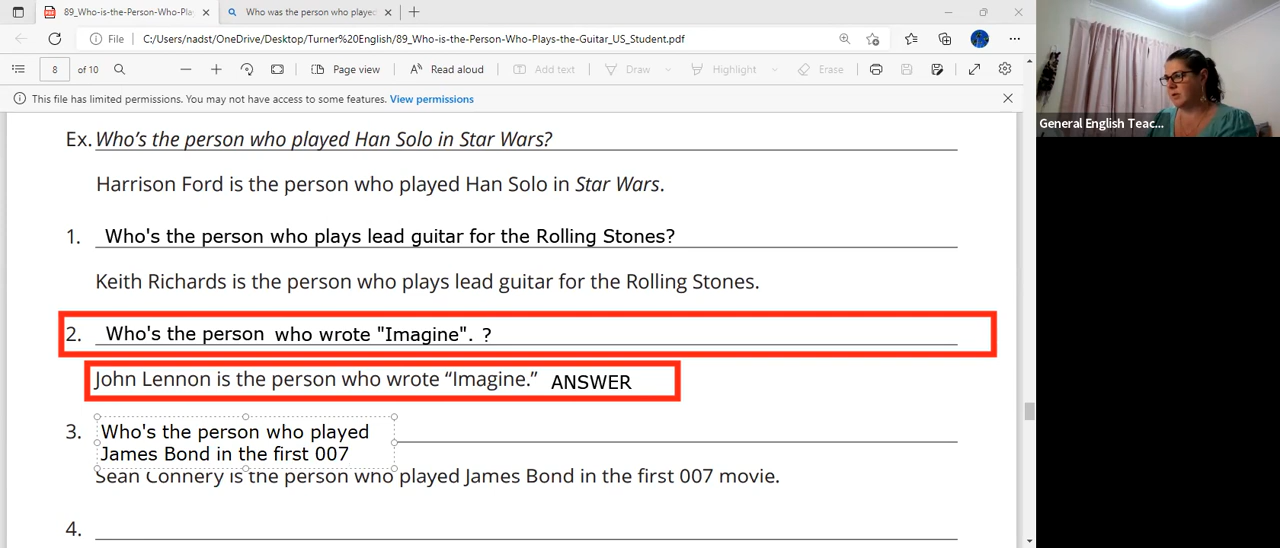 89_Who-is-the-Person-Who-Pla
Who was the person who played
File
C:/Users/nadst/OneDrive/Desktop/Turner%20English/89_Who-is-the-Person-Who-Plays-the-Guitar_US_Student.pdf
8 of 10
Page view
Read aloud
Add text
Draw
Highlight
Erase
This file has limited permissions. You may not have access to some features. View permissions
General English Teac...
Ex. Who's the person who played Han Solo in Star Wars?
Harrison Ford is the person who played Han Solo in Star Wars.
1. Who's the person who plays lead guitar for the Rolling Stones?
Keith Richards is the person who plays lead guitar for the Rolling Stones.
2. Who's the person who wrote "Imagine". ?
John Lennon is the person who wrote “Imagine.” ANSWER
3. Who's the person who played
James Bond in the first 007
Sean Connery is the person who played James Bond in the first 007 movie.
4.